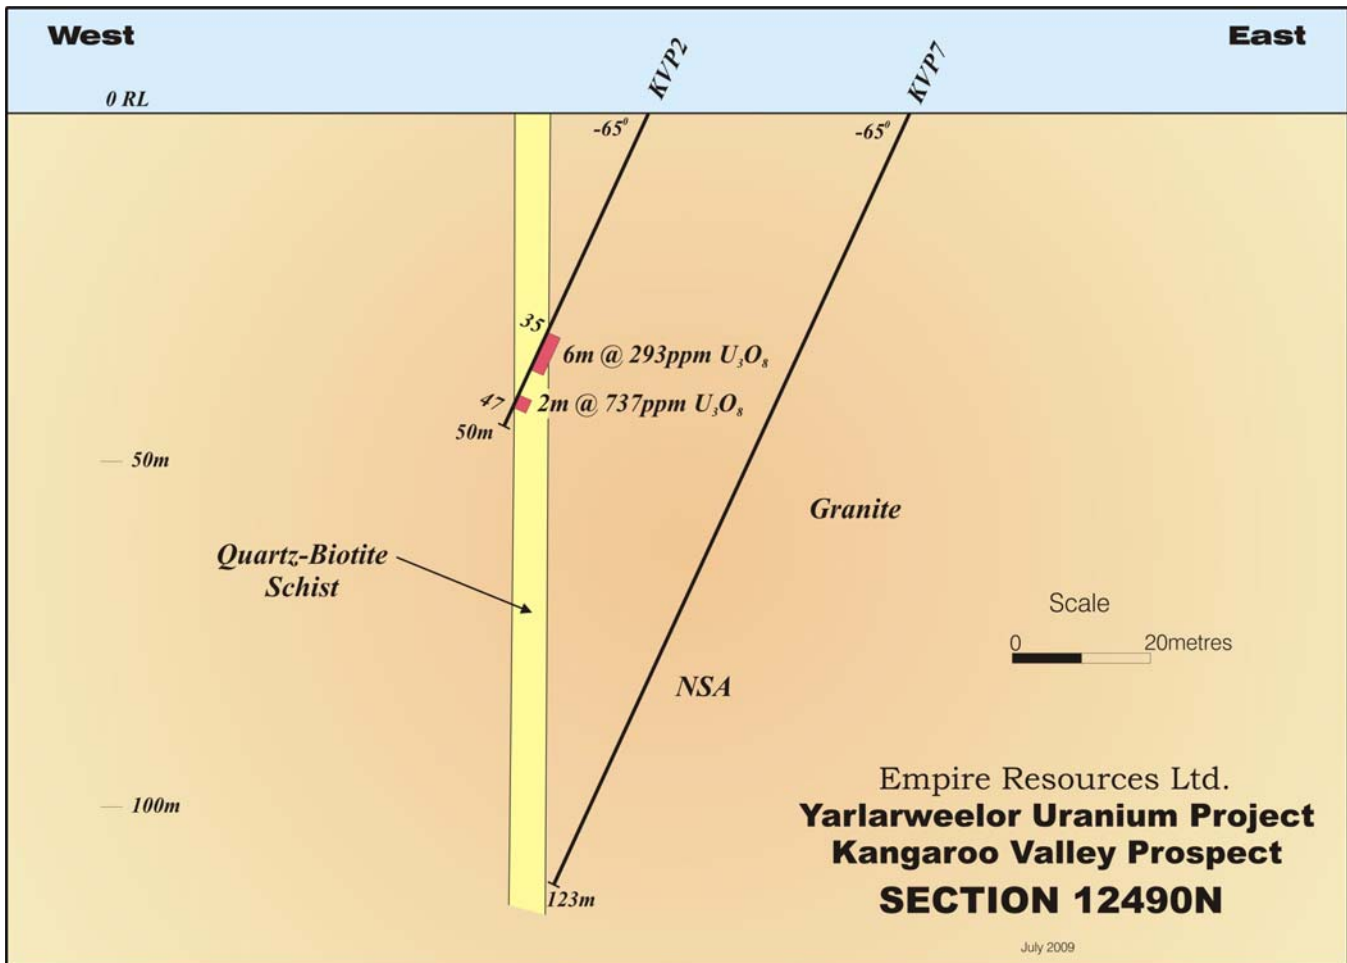 West
East
KVP2
KVP7
0 RL
-65⁰
-65⁰
35
6m @ 293ppm U₃O₈
47
2m @ 737ppm U₃O₈
50m
50m
Granite
Quartz-Biotite
Schist
Scale
0 20metres
NSA
100m
123m
Empire Resources Ltd.
Yarlarweelor Uranium Project
Kangaroo Valley Prospect
SECTION 12490N
July 2009